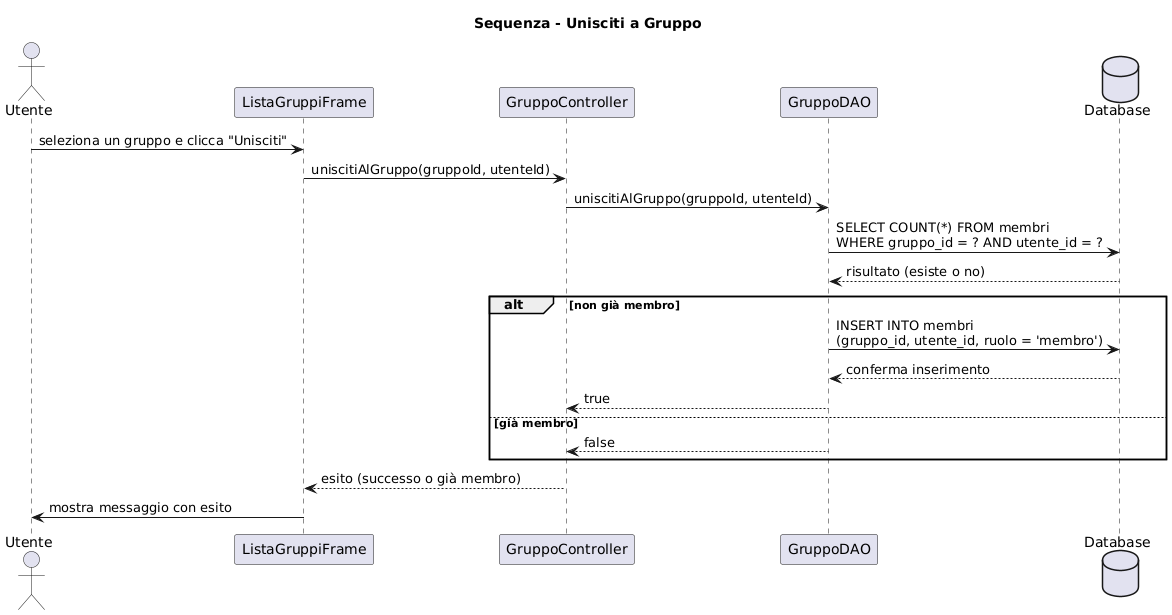 Sequenza - Unisciti a Gruppo
Utente
ListaGruppiFrame
GruppoController
GruppoDAO
Database
seleziona un gruppo e clicca "Unisciti"
uniscitiAlGruppo(gruppoId, utenteId)
uniscitiAlGruppo(gruppoId, utenteId)
SELECT COUNT(*) FROM membri
WHERE gruppo_id = ? AND utente_id = ?
risultato (esiste o no)
alt
[non già membro]
INSERT INTO membri
(gruppo_id, utente_id, ruolo = 'membro')
conferma inserimento
true
[già membro]
false
esito (successo o già membro)
mostra messaggio con esito
Utente
ListaGruppiFrame
GruppoController
GruppoDAO
Database